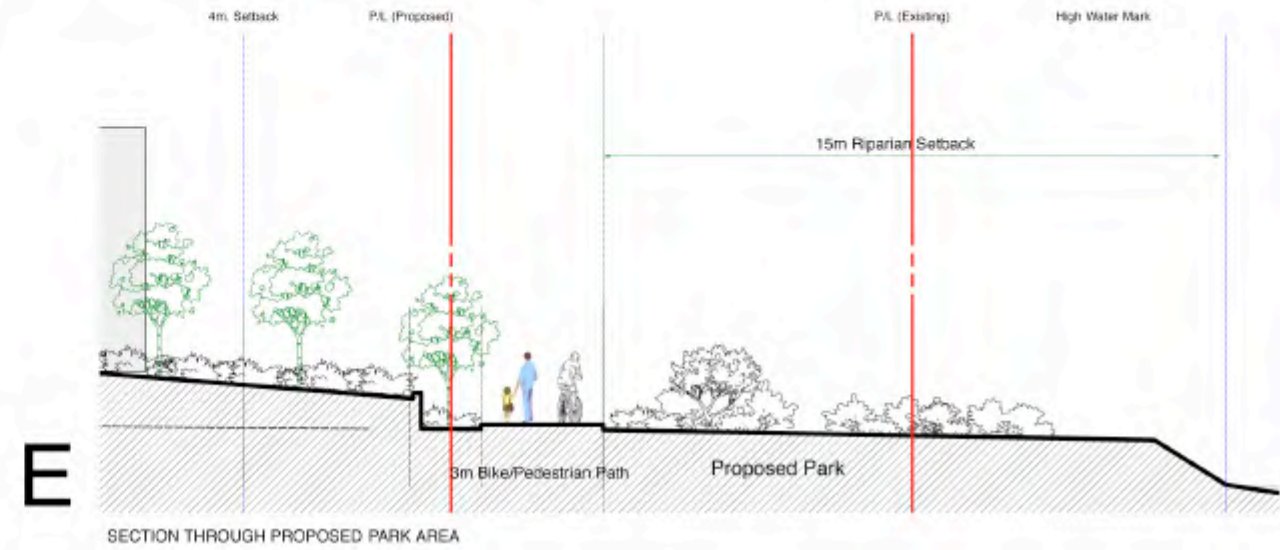 4m. Setback
P/L (Proposed)
P/L (Existing)
High Water Mark
15m Riparian Setback
E
3m Bike/Pedestrian Path
Proposed Park
SECTION THROUGH PROPOSED PARK AREA